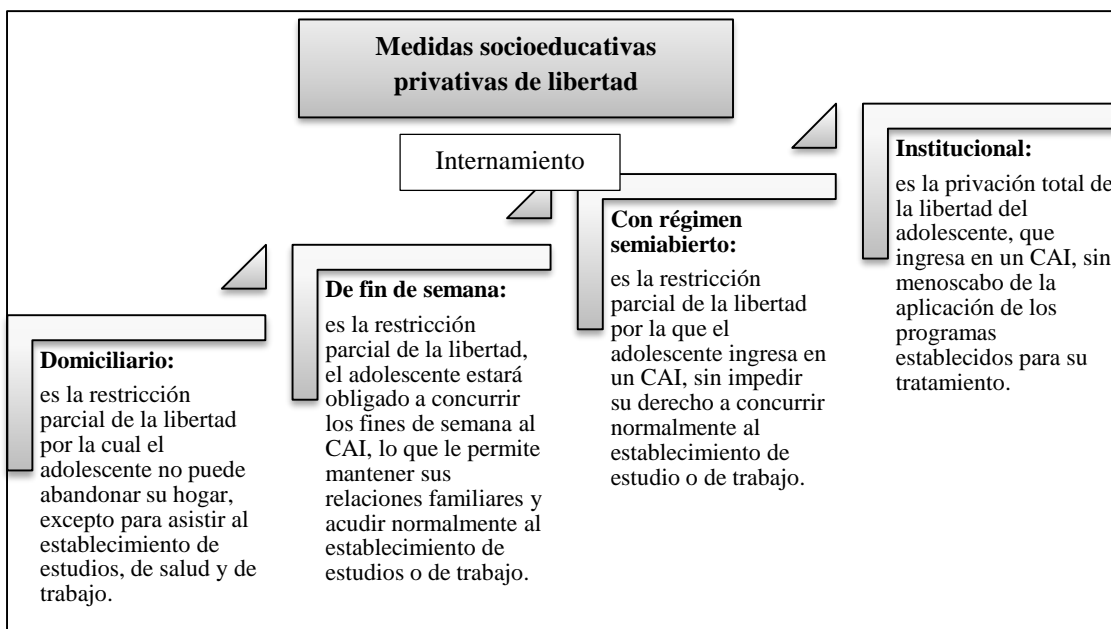 Medidas socioeducativas
privativas de libertad
Internamiento
Domiciliario:
es la restricción
parcial de la libertad
por la cual el
adolescente no puede
abandonar su hogar,
excepto para asistir al
establecimiento de
estudios, de salud y de
trabajo.
De fin de semana:
es la restricción
parcial de la libertad,
el adolescente estará
obligado a concurrir
los fines de semana al
CAI, lo que le permite
mantener sus
relaciones familiares y
acudir normalmente al
establecimiento de
estudios o de trabajo.
Con régimen
semiabierto:
es la restricción
parcial de la libertad
por la que el
adolescente ingresa en
un CAI, sin impedir
su derecho a concurrir
normalmente al
establecimiento de
estudio o de trabajo.
Institucional:
es la privación total de
la libertad del
adolescente, que
ingresa en un CAI, sin
menoscabo de la
aplicación de los
programas
establecidos para su
tratamiento.